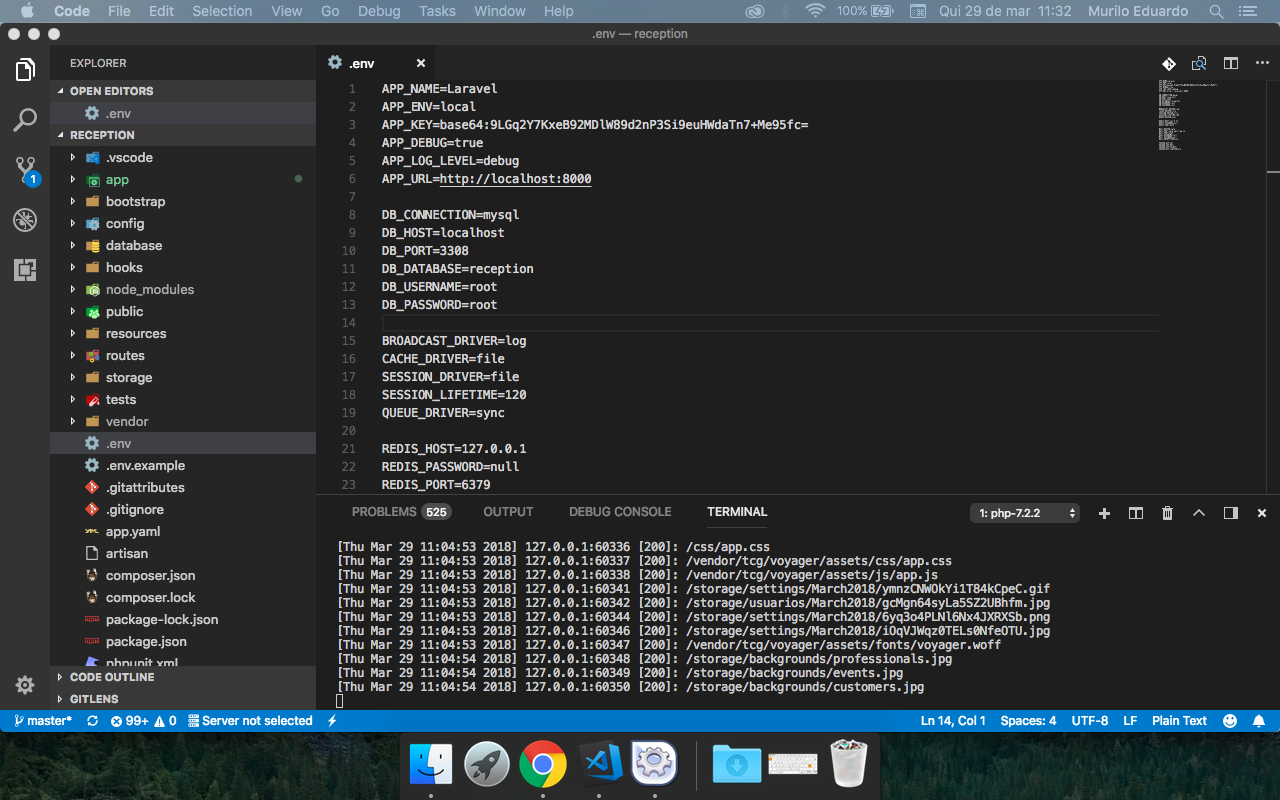 Code File Edit Selection View Go Debug Tasks Window Help 100% Qui 29 de mar 11:32 Murilo Eduardo
.env — reception
EXPLORER
OPEN EDITORS
.env
RECEPTION
.vscode
app
bootstrap
config
database
hooks
node_modules
public
resources
routes
storage
tests
vendor
.env
.env.example
.gitattributes
.gitignore
app.yaml
artisan
composer.json
composer.lock
package-lock.json
package.json
phpunit.xml
CODE OUTLINE
GITLENS
1
.env
1 APP_NAME=Laravel
2 APP_ENV=local
3 APP_KEY=base64:9LGq2Y7KxeB92MDlW89d2nP3Si9euHWdaTn7+Me95fc=
4 APP_DEBUG=true
5 APP_LOG_LEVEL=debug
6 APP_URL=http://localhost:8000
7
8 DB_CONNECTION=mysql
9 DB_HOST=localhost
10 DB_PORT=3308
11 DB_DATABASE=reception
12 DB_USERNAME=root
13 DB_PASSWORD=root
14
15 BROADCAST_DRIVER=log
16 CACHE_DRIVER=file
17 SESSION_DRIVER=file
18 SESSION_LIFETIME=120
19 QUEUE_DRIVER=sync
20
21 REDIS_HOST=127.0.0.1
22 REDIS_PASSWORD=null
23 REDIS_PORT=6379
PROBLEMS 525 OUTPUT DEBUG CONSOLE TERMINAL 1: php-7.2.2
[Thu Mar 29 11:04:53 2018] 127.0.0.1:60336 [200]: /css/app.css
[Thu Mar 29 11:04:53 2018] 127.0.0.1:60337 [200]: /vendor/tcg/voyager/assets/css/app.css
[Thu Mar 29 11:04:53 2018] 127.0.0.1:60338 [200]: /vendor/tcg/voyager/assets/js/app.js
[Thu Mar 29 11:04:53 2018] 127.0.0.1:60341 [200]: /storage/settings/March2018/ymnzCNWOkYi1T84kCpeC.gif
[Thu Mar 29 11:04:53 2018] 127.0.0.1:60342 [200]: /storage/usuarios/March2018/gcMgn64syLa5SZ2UBhfm.jpg
[Thu Mar 29 11:04:53 2018] 127.0.0.1:60344 [200]: /storage/settings/March2018/6yq3o4PLNl6Nx4JXRXSb.png
[Thu Mar 29 11:04:53 2018] 127.0.0.1:60346 [200]: /storage/settings/March2018/iOqVJWqz0TELs0NfeOTU.jpg
[Thu Mar 29 11:04:53 2018] 127.0.0.1:60347 [200]: /vendor/tcg/voyager/assets/fonts/voyager.woff
[Thu Mar 29 11:04:54 2018] 127.0.0.1:60348 [200]: /storage/backgrounds/professionals.jpg
[Thu Mar 29 11:04:54 2018] 127.0.0.1:60349 [200]: /storage/backgrounds/events.jpg
[Thu Mar 29 11:04:54 2018] 127.0.0.1:60350 [200]: /storage/backgrounds/customers.jpg
master* 99+ 0 Server not selected Ln 14, Col 1 Spaces: 4 UTF-8 LF Plain Text